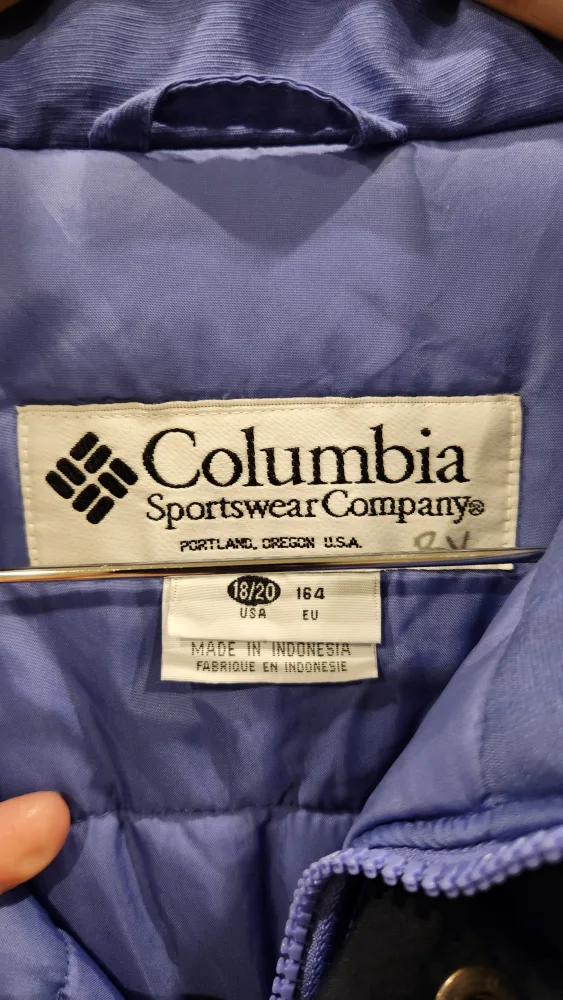 Columbia
Sportswear Company®
PORTLAND, OREGON U.S.A.
18/20 164
USA EU
MADE IN INDONESIA
FABRIQUE EN INDONESIE